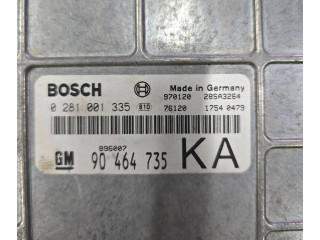 BOSCH Made in Germany
970120 28SA3264
0 281 001 335 B10 76120 1754 0479
896007
GM 90 464 735 KA